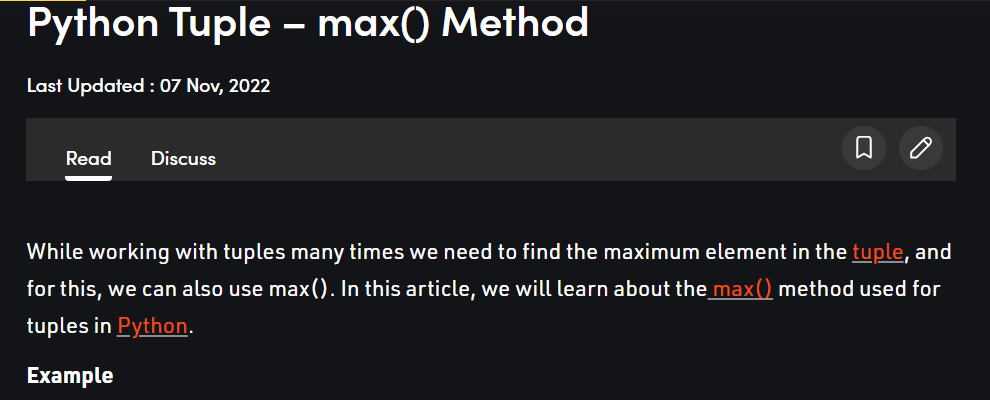 Python Tuple – max() Method
Last Updated : 07 Nov, 2022
Read Discuss
While working with tuples many times we need to find the maximum element in the tuple, and
for this, we can also use max(). In this article, we will learn about the max() method used for
tuples in Python.
Example